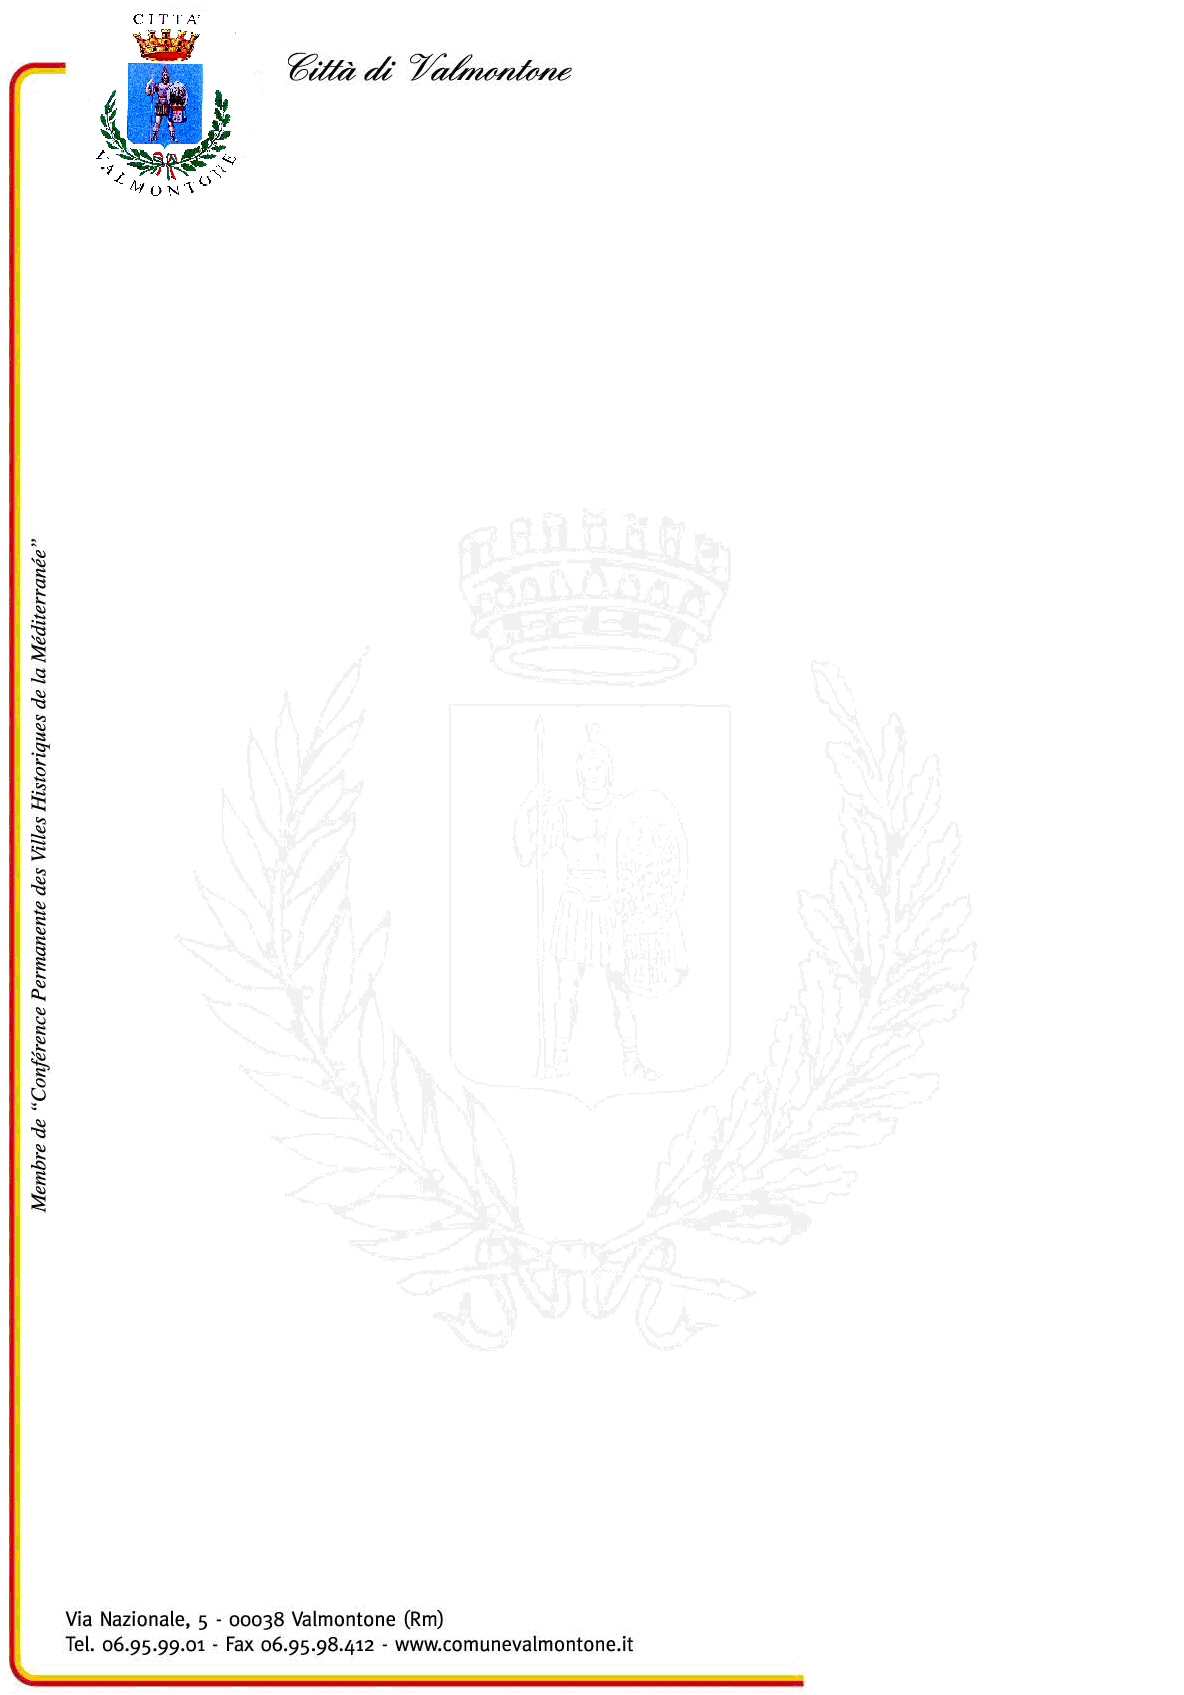 CITTA'
VALMONTONE
Città di Valmontone
Membre de “Conférence Permanente des Villes Historiques de la Méditerranée”
Via Nazionale, 5 - 00038 Valmontone (Rm)
Tel. 06.95.99.01 - Fax 06.95.98.412 - www.comunevalmontone.it